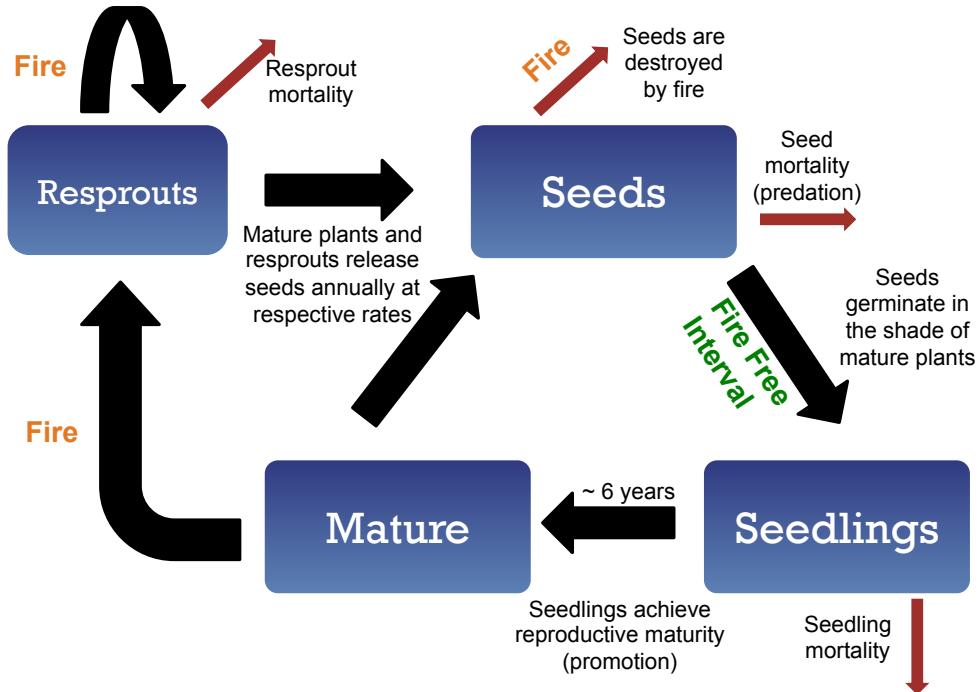 Fire
Resprout
mortality
Fire
Seeds are
destroyed
by fire
Resprouts
Seeds
Seed
mortality
(predation)
Mature plants and
resprouts release
seeds annually at
respective rates
Fire Free
Interval
Seeds
germinate in
the shade of
mature plants
Fire
Mature
~ 6 years
Seedlings
Seedlings achieve
reproductive maturity
(promotion)
Seedling
mortality